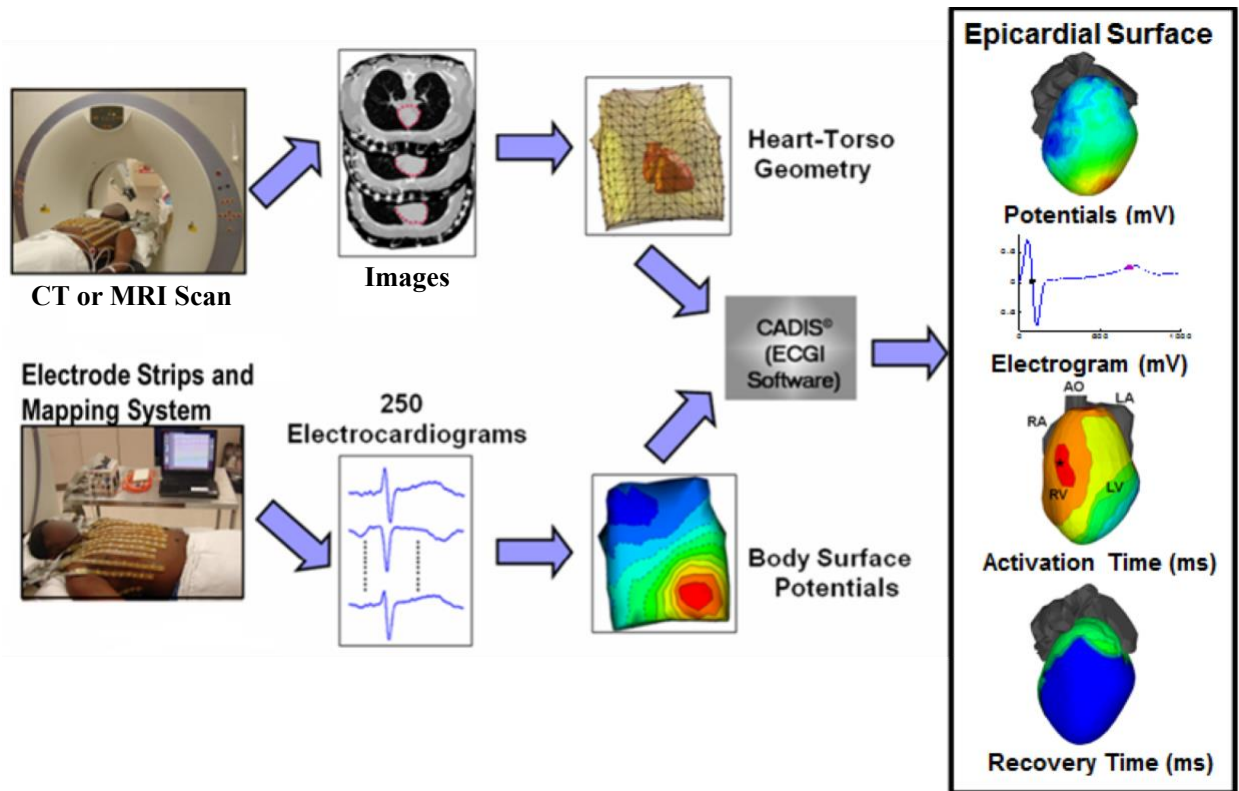 CT or MRI Scan
Images
Heart-Torso
Geometry
Electrode Strips and
Mapping System
250
Electrocardiograms
Body Surface
Potentials
CADIS©
(ECGI
Software)
Epicardial Surface
Potentials (mV)
Electrogram (mV)
AO
LA
RA
RV
LV
Activation Time (ms)
Recovery Time (ms)